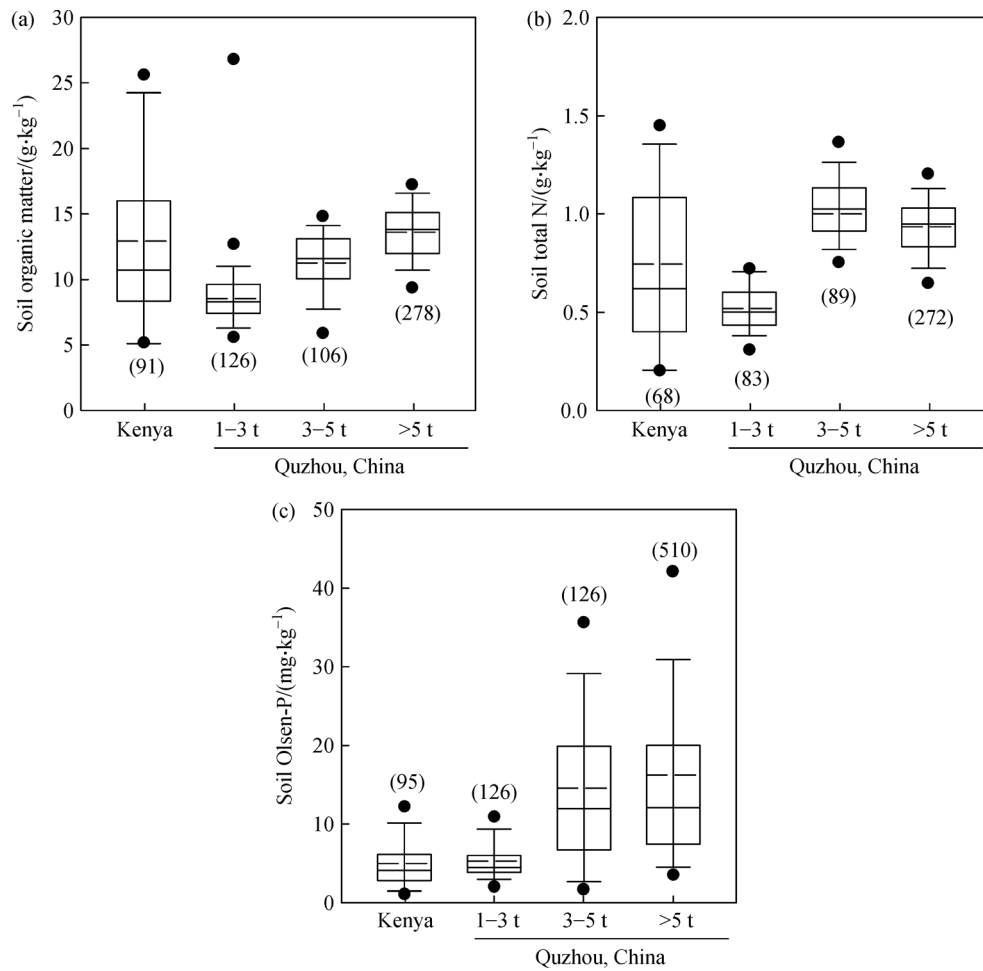 (a)
Soil organic matter/(g·kg⁻¹)
30
25
20
15
10
5
0
(91)
(126)
(106)
(278)
Kenya
1−3 t
3−5 t
>5 t
Quzhou, China
(b)
Soil total N/(g·kg⁻¹)
2.0
1.5
1.0
0.5
0.0
(68)
(83)
(89)
(272)
Kenya
1−3 t
3−5 t
>5 t
Quzhou, China
(c)
Soil Olsen-P/(mg·kg⁻¹)
50
40
30
20
10
0
(95)
(126)
(126)
(510)
Kenya
1−3 t
3−5 t
>5 t
Quzhou, China